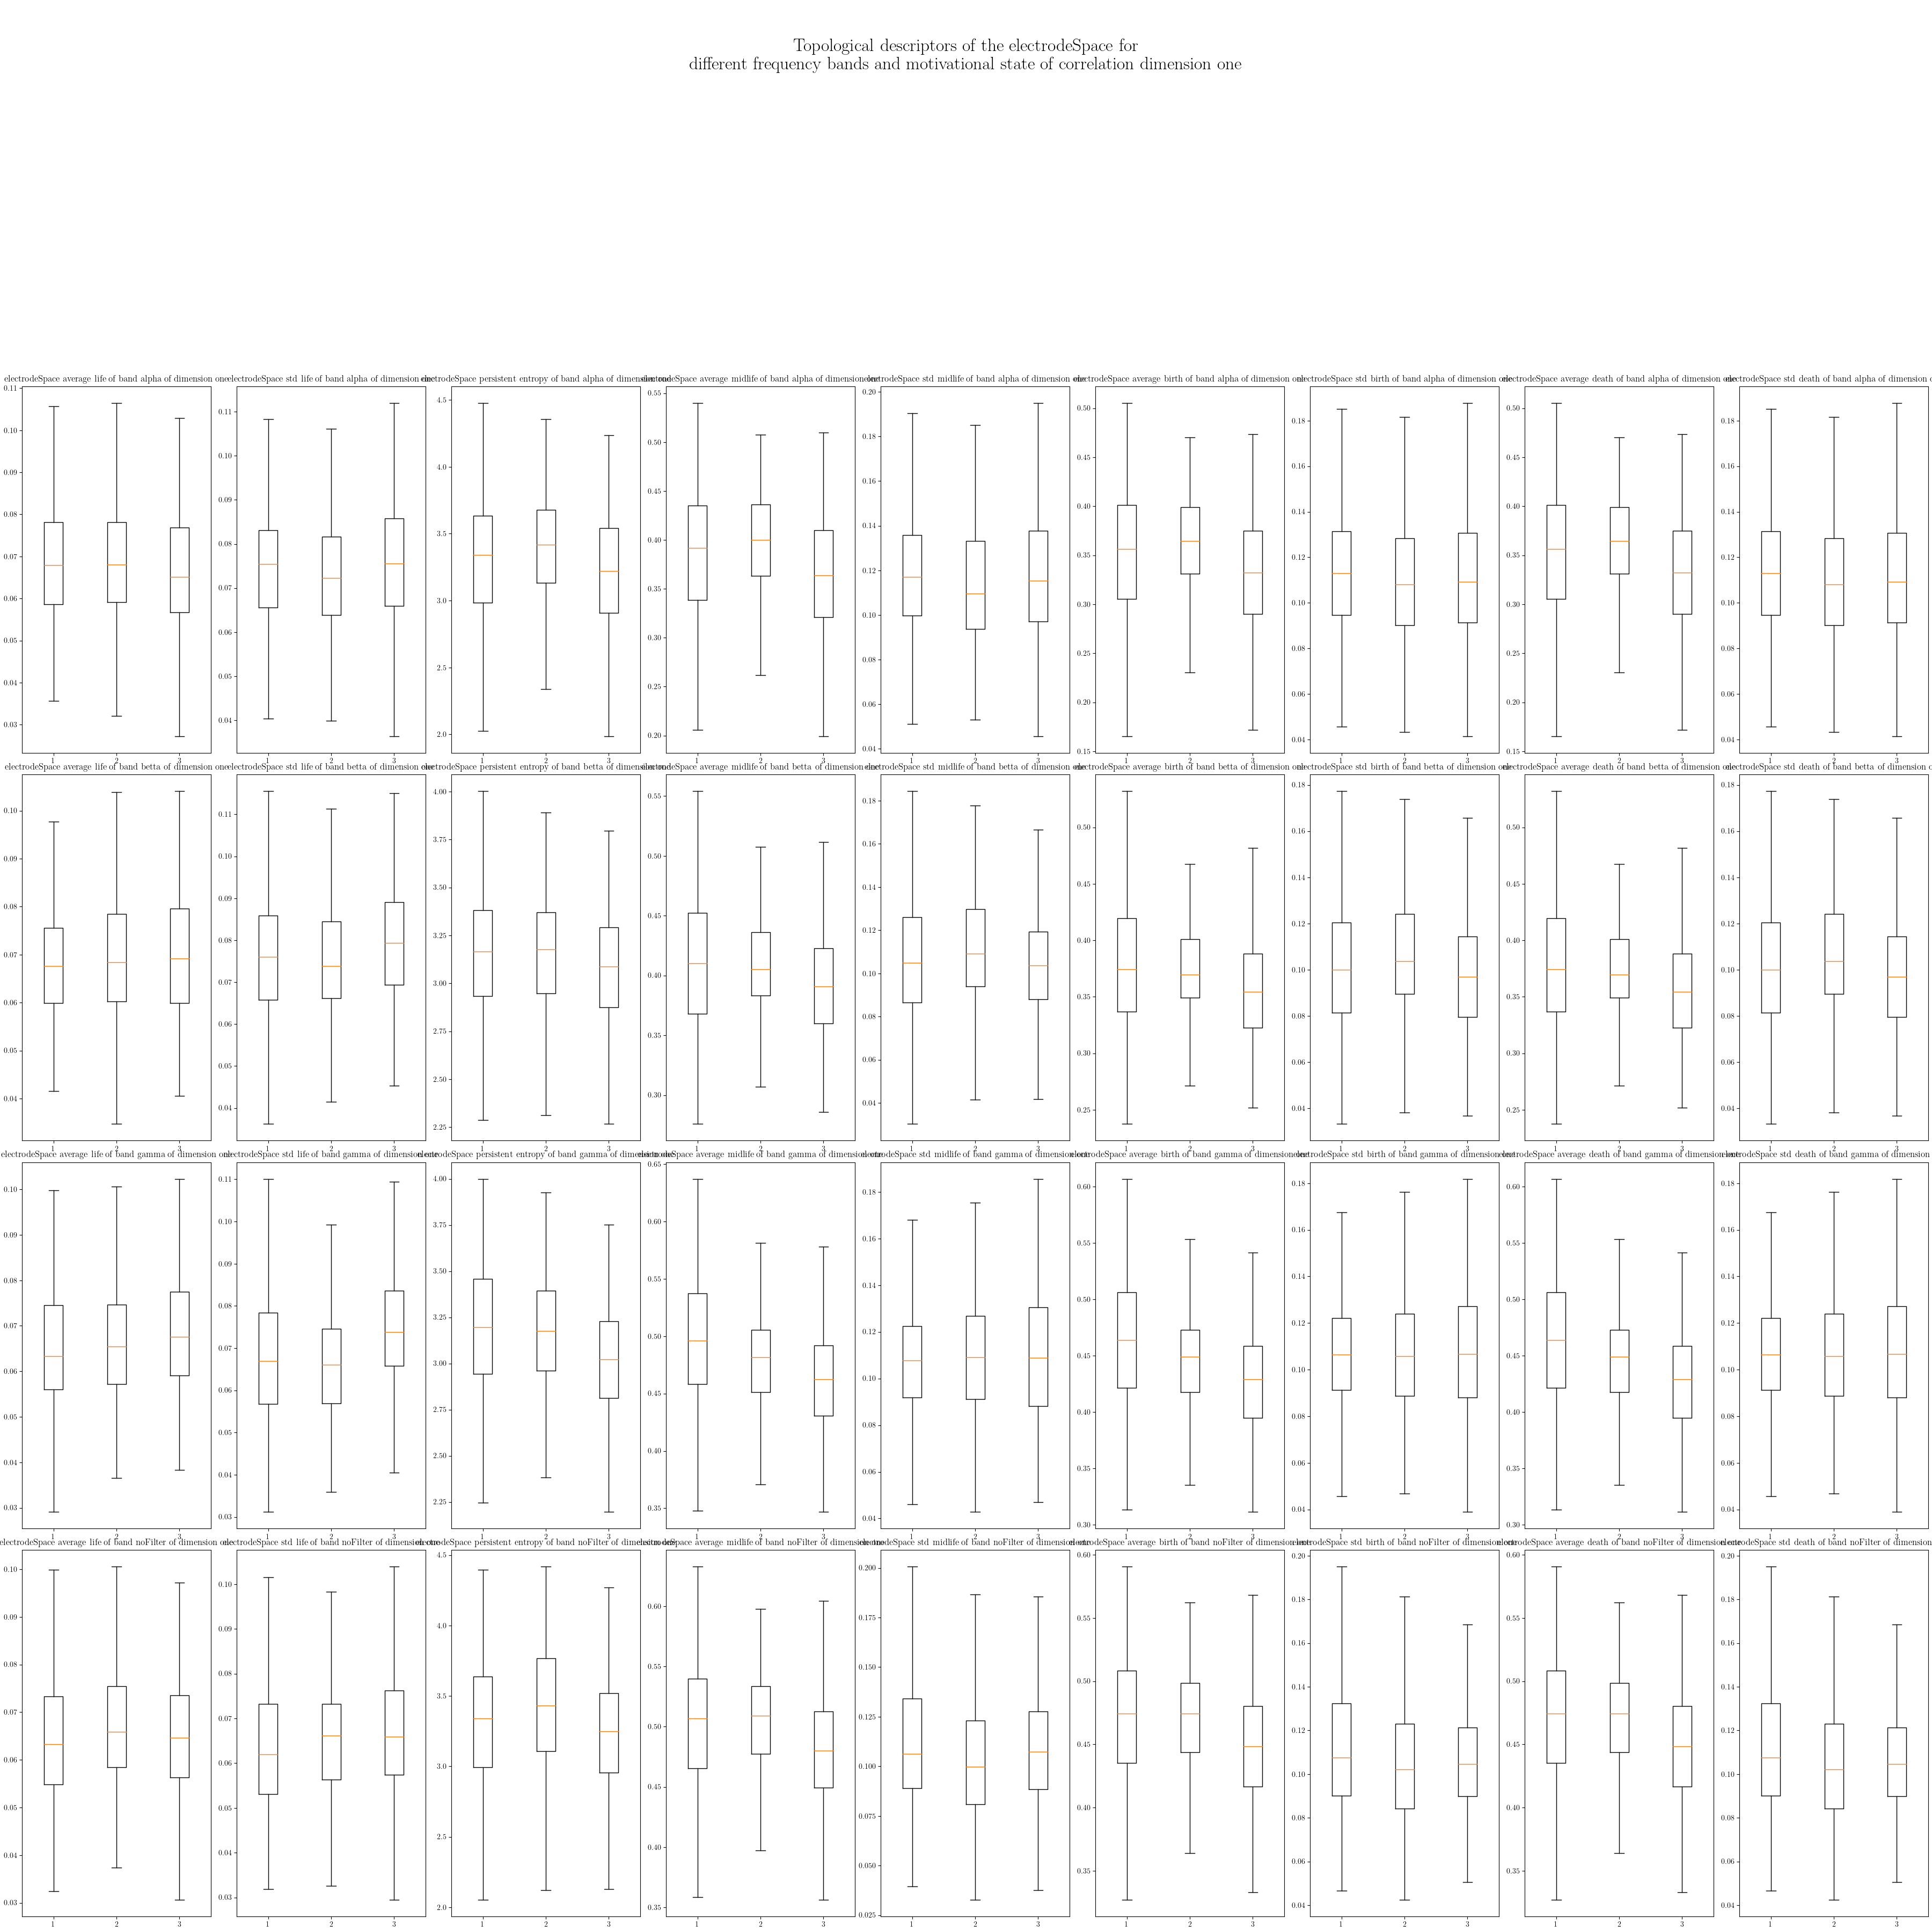 Topological descriptors of the electrodeSpace for
different frequency bands and motivational state of correlation dimension one
electrodeSpace average life of band alpha of dimension one
0.11 0.10 0.09 0.08 0.07 0.06 0.05 0.04 0.03
1 2 3
electrodeSpace std life of band alpha of dimension one
0.11 0.10 0.09 0.08 0.07 0.06 0.05 0.04
1 2 3
electrodeSpace persistent entropy of band alpha of dimension one
4.5 4.0 3.5 3.0 2.5 2.0
1 2 3
electrodeSpace average midlife of band alpha of dimension one
0.55 0.50 0.45 0.40 0.35 0.30 0.25 0.20
1 2 3
electrodeSpace std midlife of band alpha of dimension one
0.20 0.18 0.16 0.14 0.12 0.10 0.08 0.06 0.04
1 2 3
electrodeSpace average birth of band alpha of dimension one
0.50 0.45 0.40 0.35 0.30 0.25 0.20 0.15
1 2 3
electrodeSpace std birth of band alpha of dimension one
0.18 0.16 0.14 0.12 0.10 0.08 0.06 0.04
1 2 3
electrodeSpace average death of band alpha of dimension one
0.50 0.45 0.40 0.35 0.30 0.25 0.20 0.15
1 2 3
electrodeSpace std death of band alpha of dimension
0.18 0.16 0.14 0.12 0.10 0.08 0.06 0.04
1 2 3
electrodeSpace average life of band betta of dimension one
0.10 0.09 0.08 0.07 0.06 0.05 0.04
1 2 3
electrodeSpace std life of band betta of dimension one
0.11 0.10 0.09 0.08 0.07 0.06 0.05 0.04
1 2 3
electrodeSpace persistent entropy of band betta of dimension one
4.00 3.75 3.50 3.25 3.00 2.75 2.50 2.25
1 2 3
electrodeSpace average midlife of band betta of dimension one
0.55 0.50 0.45 0.40 0.35 0.30
1 2 3
electrodeSpace std midlife of band betta of dimension one
0.18 0.16 0.14 0.12 0.10 0.08 0.06 0.04
1 2 3
electrodeSpace average birth of band betta of dimension one
0.50 0.45 0.40 0.35 0.30 0.25
1 2 3
electrodeSpace std birth of band betta of dimension one
0.18 0.16 0.14 0.12 0.10 0.08 0.06 0.04
1 2 3
electrodeSpace average death of band betta of dimension one
0.50 0.45 0.40 0.35 0.30 0.25
1 2 3
electrodeSpace std death of band betta of dimension
0.18 0.16 0.14 0.12 0.10 0.08 0.06 0.04
1 2 3
electrodeSpace average life of band gamma of dimension one
0.10 0.09 0.08 0.07 0.06 0.05 0.04 0.03
1 2 3
electrodeSpace std life of band gamma of dimension one
0.11 0.10 0.09 0.08 0.07 0.06 0.05 0.04 0.03
1 2 3
electrodeSpace persistent entropy of band gamma of dimension one
4.00 3.75 3.50 3.25 3.00 2.75 2.50 2.25
1 2 3
electrodeSpace average midlife of band gamma of dimension one
0.65 0.60 0.55 0.50 0.45 0.40 0.35
1 2 3
electrodeSpace std midlife of band gamma of dimension one
0.18 0.16 0.14 0.12 0.10 0.08 0.06 0.04
1 2 3
electrodeSpace average birth of band gamma of dimension one
0.60 0.55 0.50 0.45 0.40 0.35 0.30
1 2 3
electrodeSpace std birth of band gamma of dimension one
0.18 0.16 0.14 0.12 0.10 0.08 0.06 0.04
1 2 3
electrodeSpace average death of band gamma of dimension one
0.60 0.55 0.50 0.45 0.40 0.35 0.30
1 2 3
electrodeSpace std death of band gamma of dimension
0.18 0.16 0.14 0.12 0.10 0.08 0.06 0.04
1 2 3
electrodeSpace average life of band noFilter of dimension one
0.10 0.09 0.08 0.07 0.06 0.05 0.04 0.03
1 2 3
electrodeSpace std life of band noFilter of dimension one
0.10 0.09 0.08 0.07 0.06 0.05 0.04 0.03
1 2 3
electrodeSpace persistent entropy of band noFilter of dimension one
4.5 4.0 3.5 3.0 2.5 2.0
1 2 3
electrodeSpace average midlife of band noFilter of dimension one
0.60 0.55 0.50 0.45 0.40 0.35
1 2 3
electrodeSpace std midlife of band noFilter of dimension one
0.200 0.175 0.150 0.125 0.100 0.075 0.050 0.025
1 2 3
electrodeSpace average birth of band noFilter of dimension one
0.60 0.55 0.50 0.45 0.40 0.35
1 2 3
electrodeSpace std birth of band noFilter of dimension one
0.20 0.18 0.16 0.14 0.12 0.10 0.08 0.06 0.04
1 2 3
electrodeSpace average death of band noFilter of dimension one
0.60 0.55 0.50 0.45 0.40 0.35
1 2 3
electrodeSpace std death of band noFilter of dimension
0.20 0.18 0.16 0.14 0.12 0.10 0.08 0.06 0.04
1 2 3